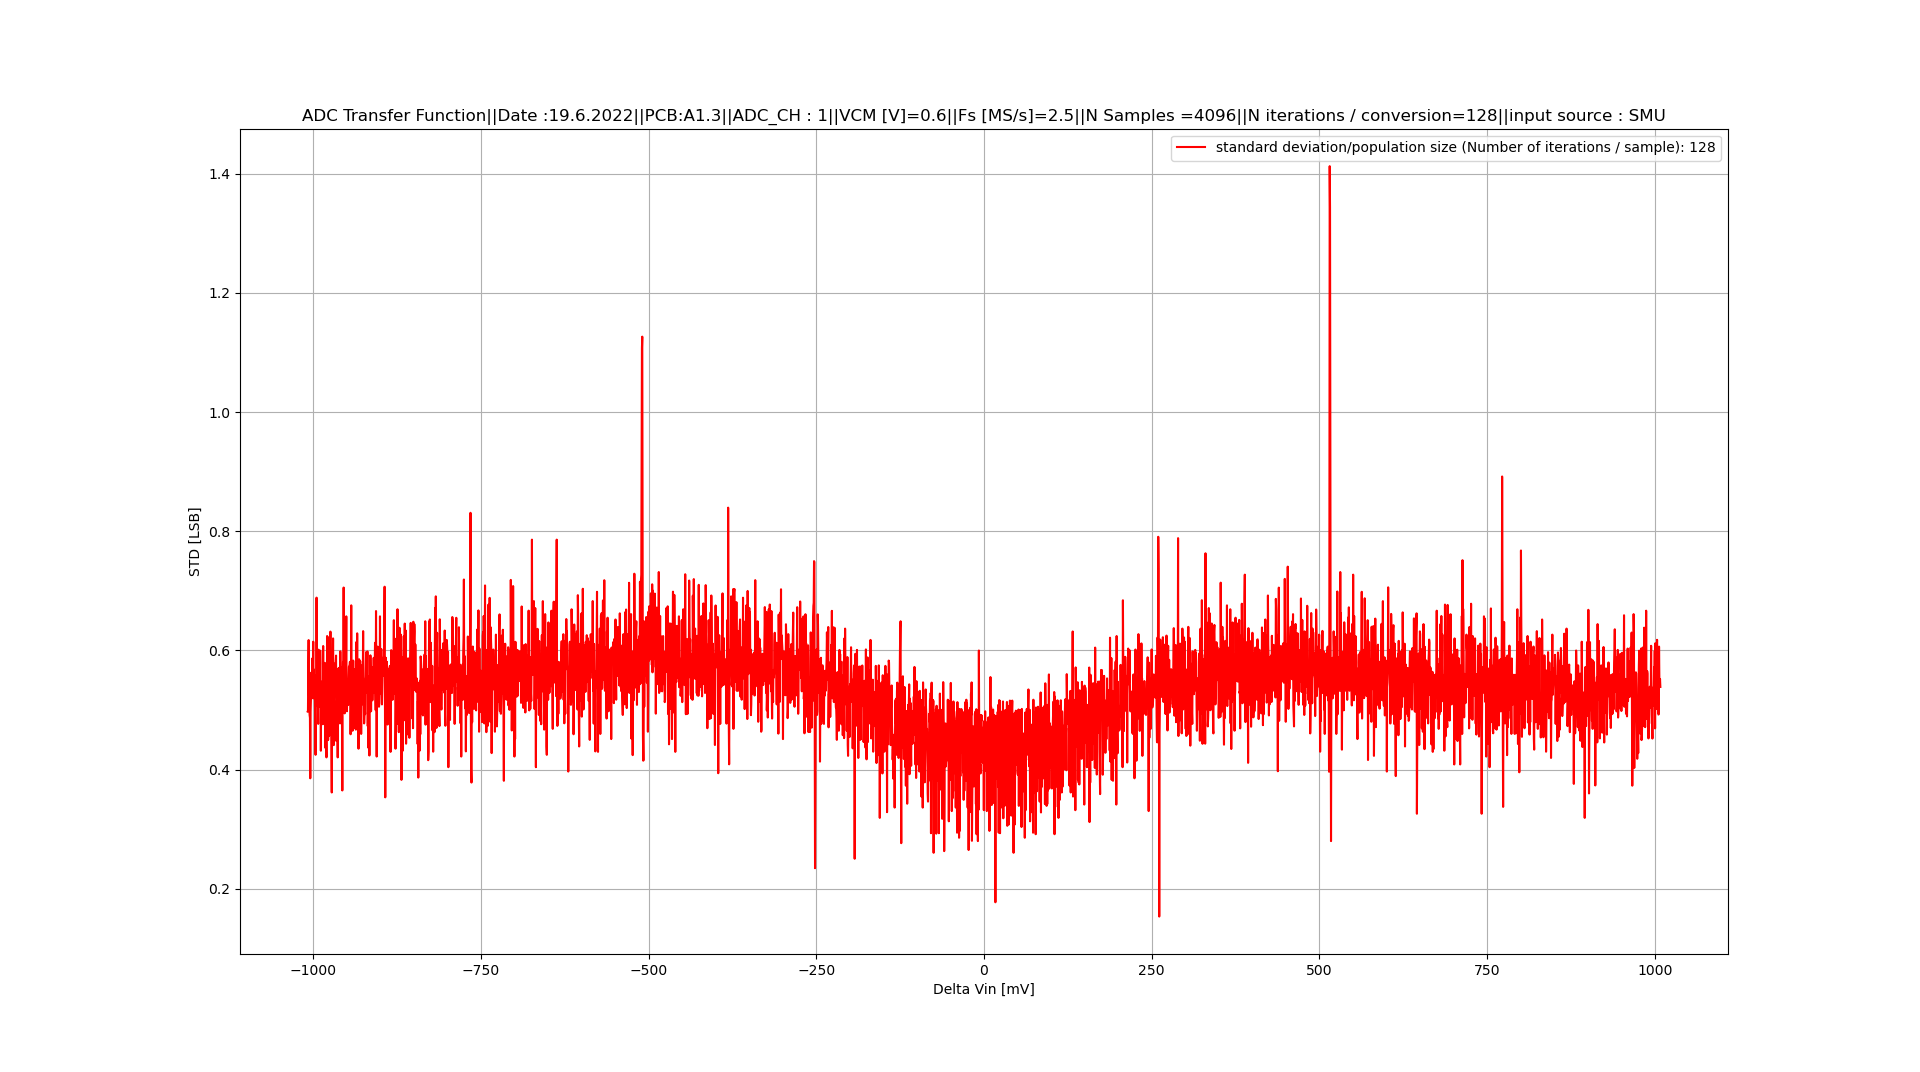 ADC Transfer Function||Date :19.6.2022||PCB:A1.3||ADC_CH : 1||VCM [V]=0.6||Fs [MS/s]=2.5||N Samples =4096||N iterations / conversion=128||input source : SMU
standard deviation/population size (Number of iterations / sample): 128
1.4
1.2
1.0
0.8
0.6
0.4
0.2
STD [LSB]
−1000 −750 −500 −250 0 250 500 750 1000
Delta Vin [mV]